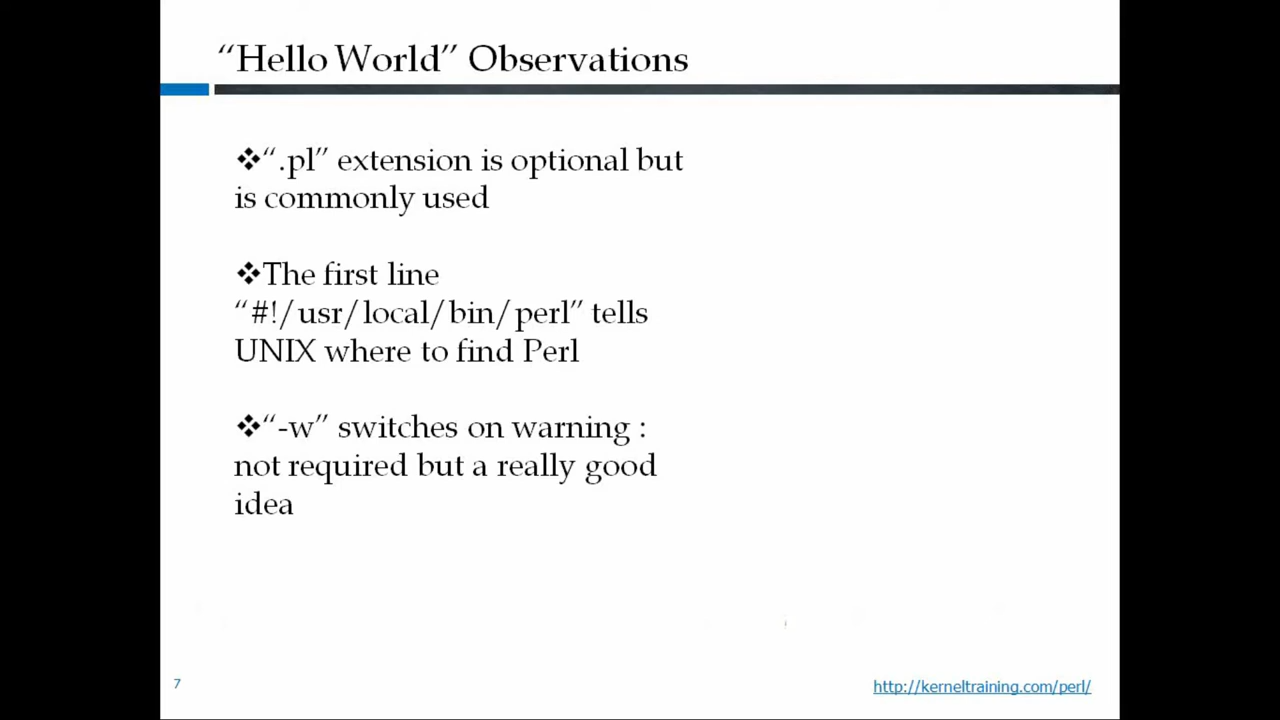 “Hello World” Observations
❖“.pl” extension is optional but
is commonly used
❖The first line
“#!/usr/local/bin/perl” tells
UNIX where to find Perl
❖“-w” switches on warning :
not required but a really good
idea
7
http://kerneltraining.com/perl/